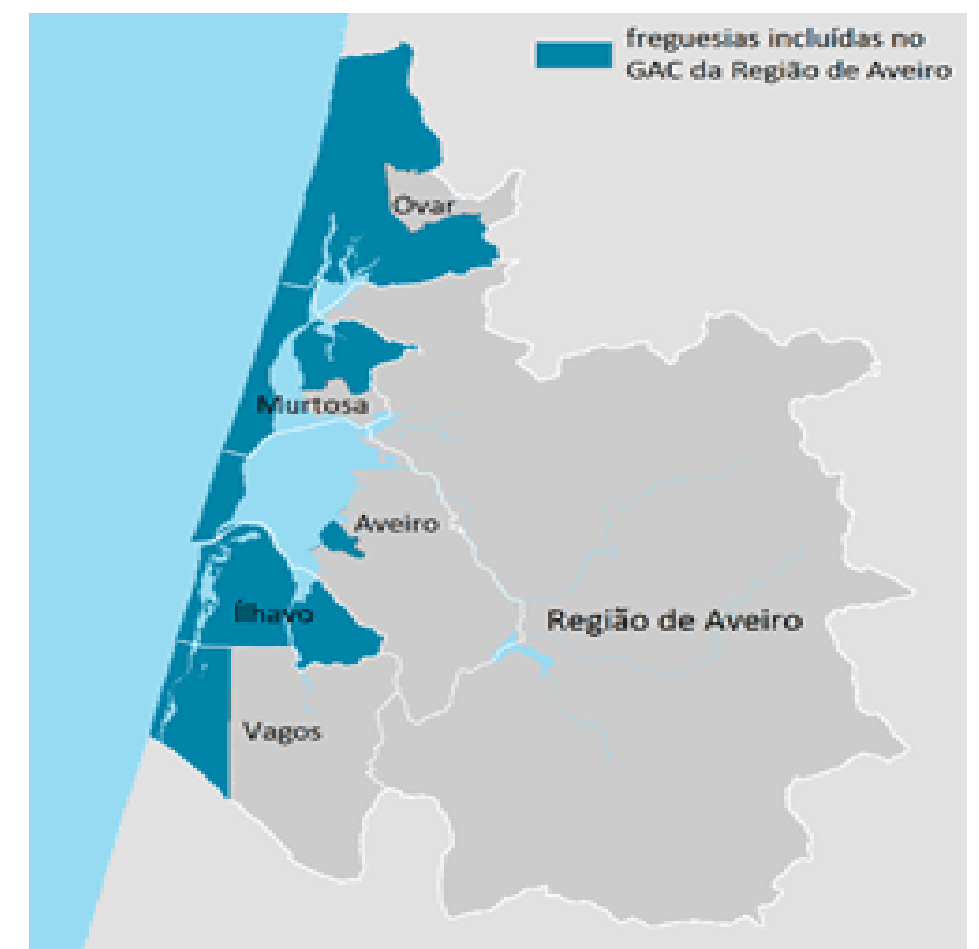 freguesias incluídas no
GAC da Região de Aveiro
Ovar
Murtosa
Aveiro
Ílhavo
Região de Aveiro
Vagos